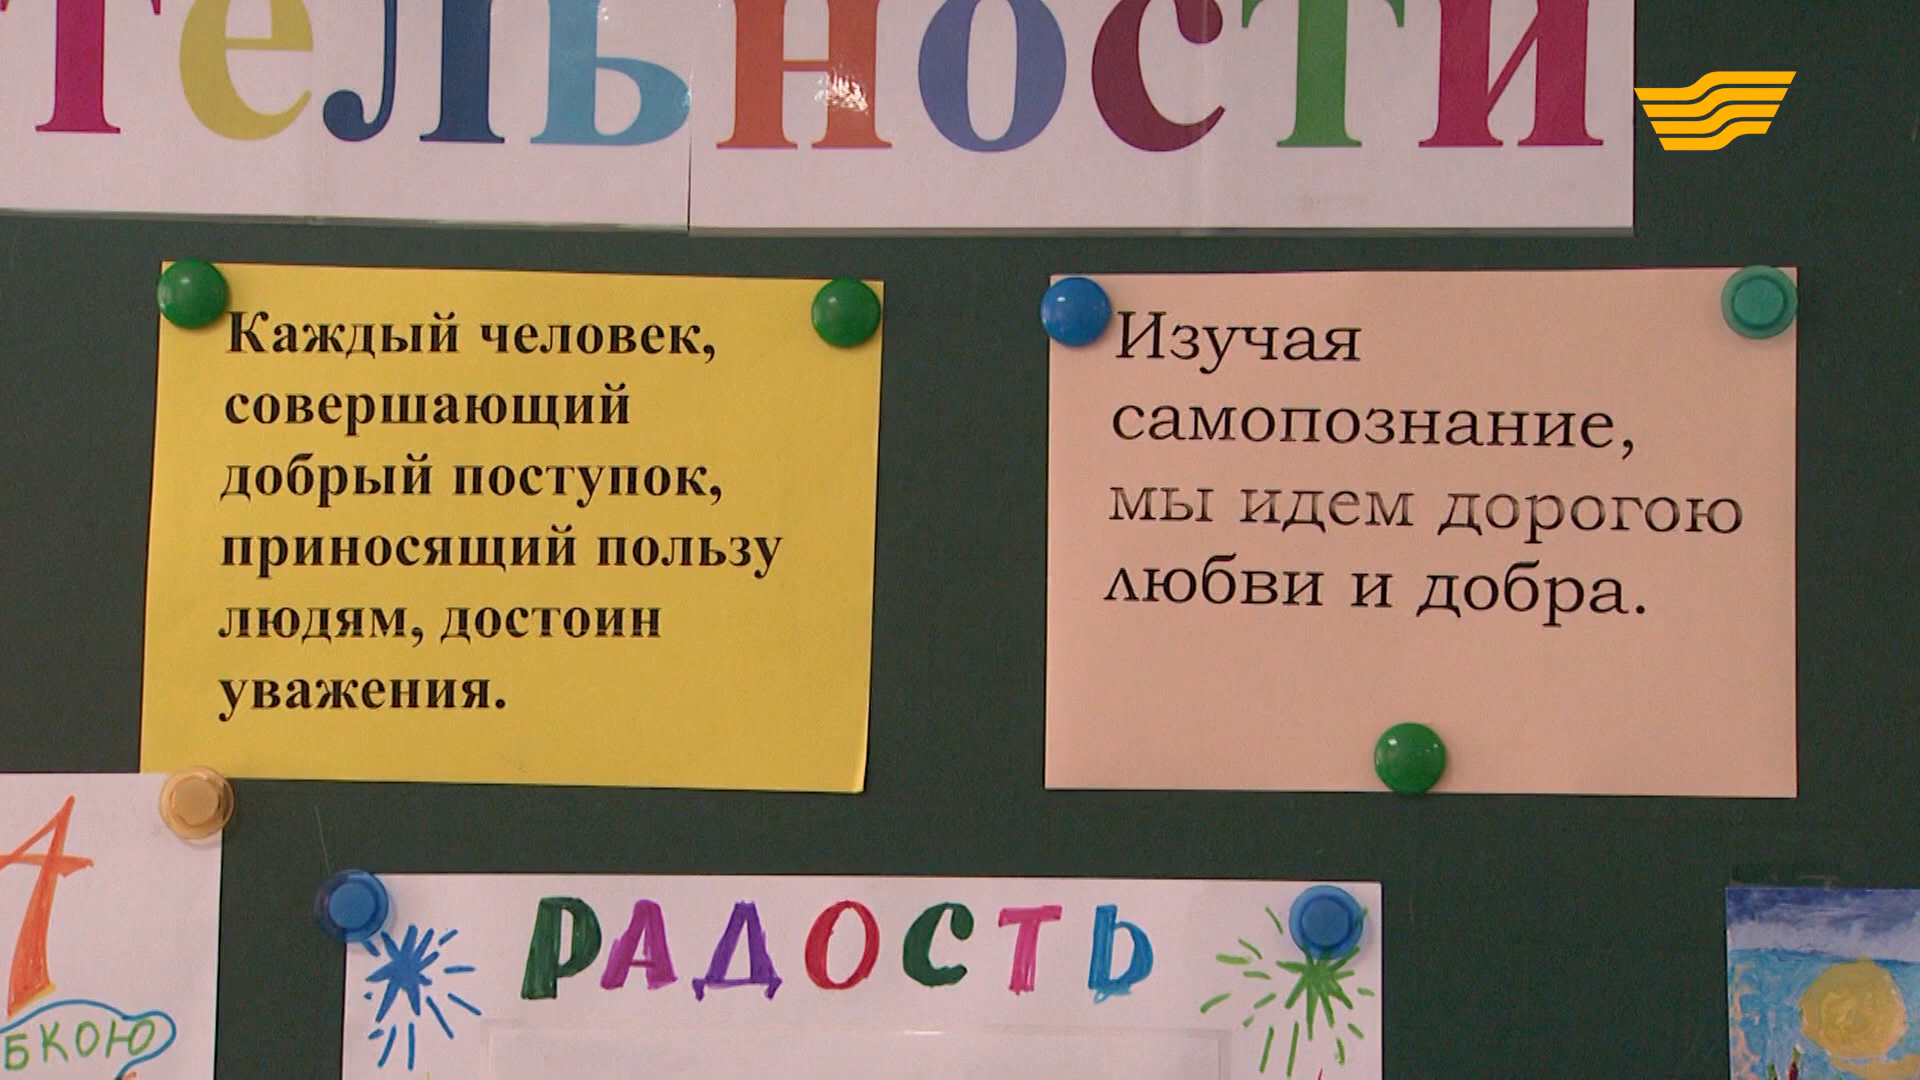 тельности
Каждый человек,
совершающий
добрый поступок,
приносящий пользу
людям, достоин
уважения.
Изучая
самопознание,
мы идем дорогою
любви и добра.
РАДОСТЬ
БКОЮ